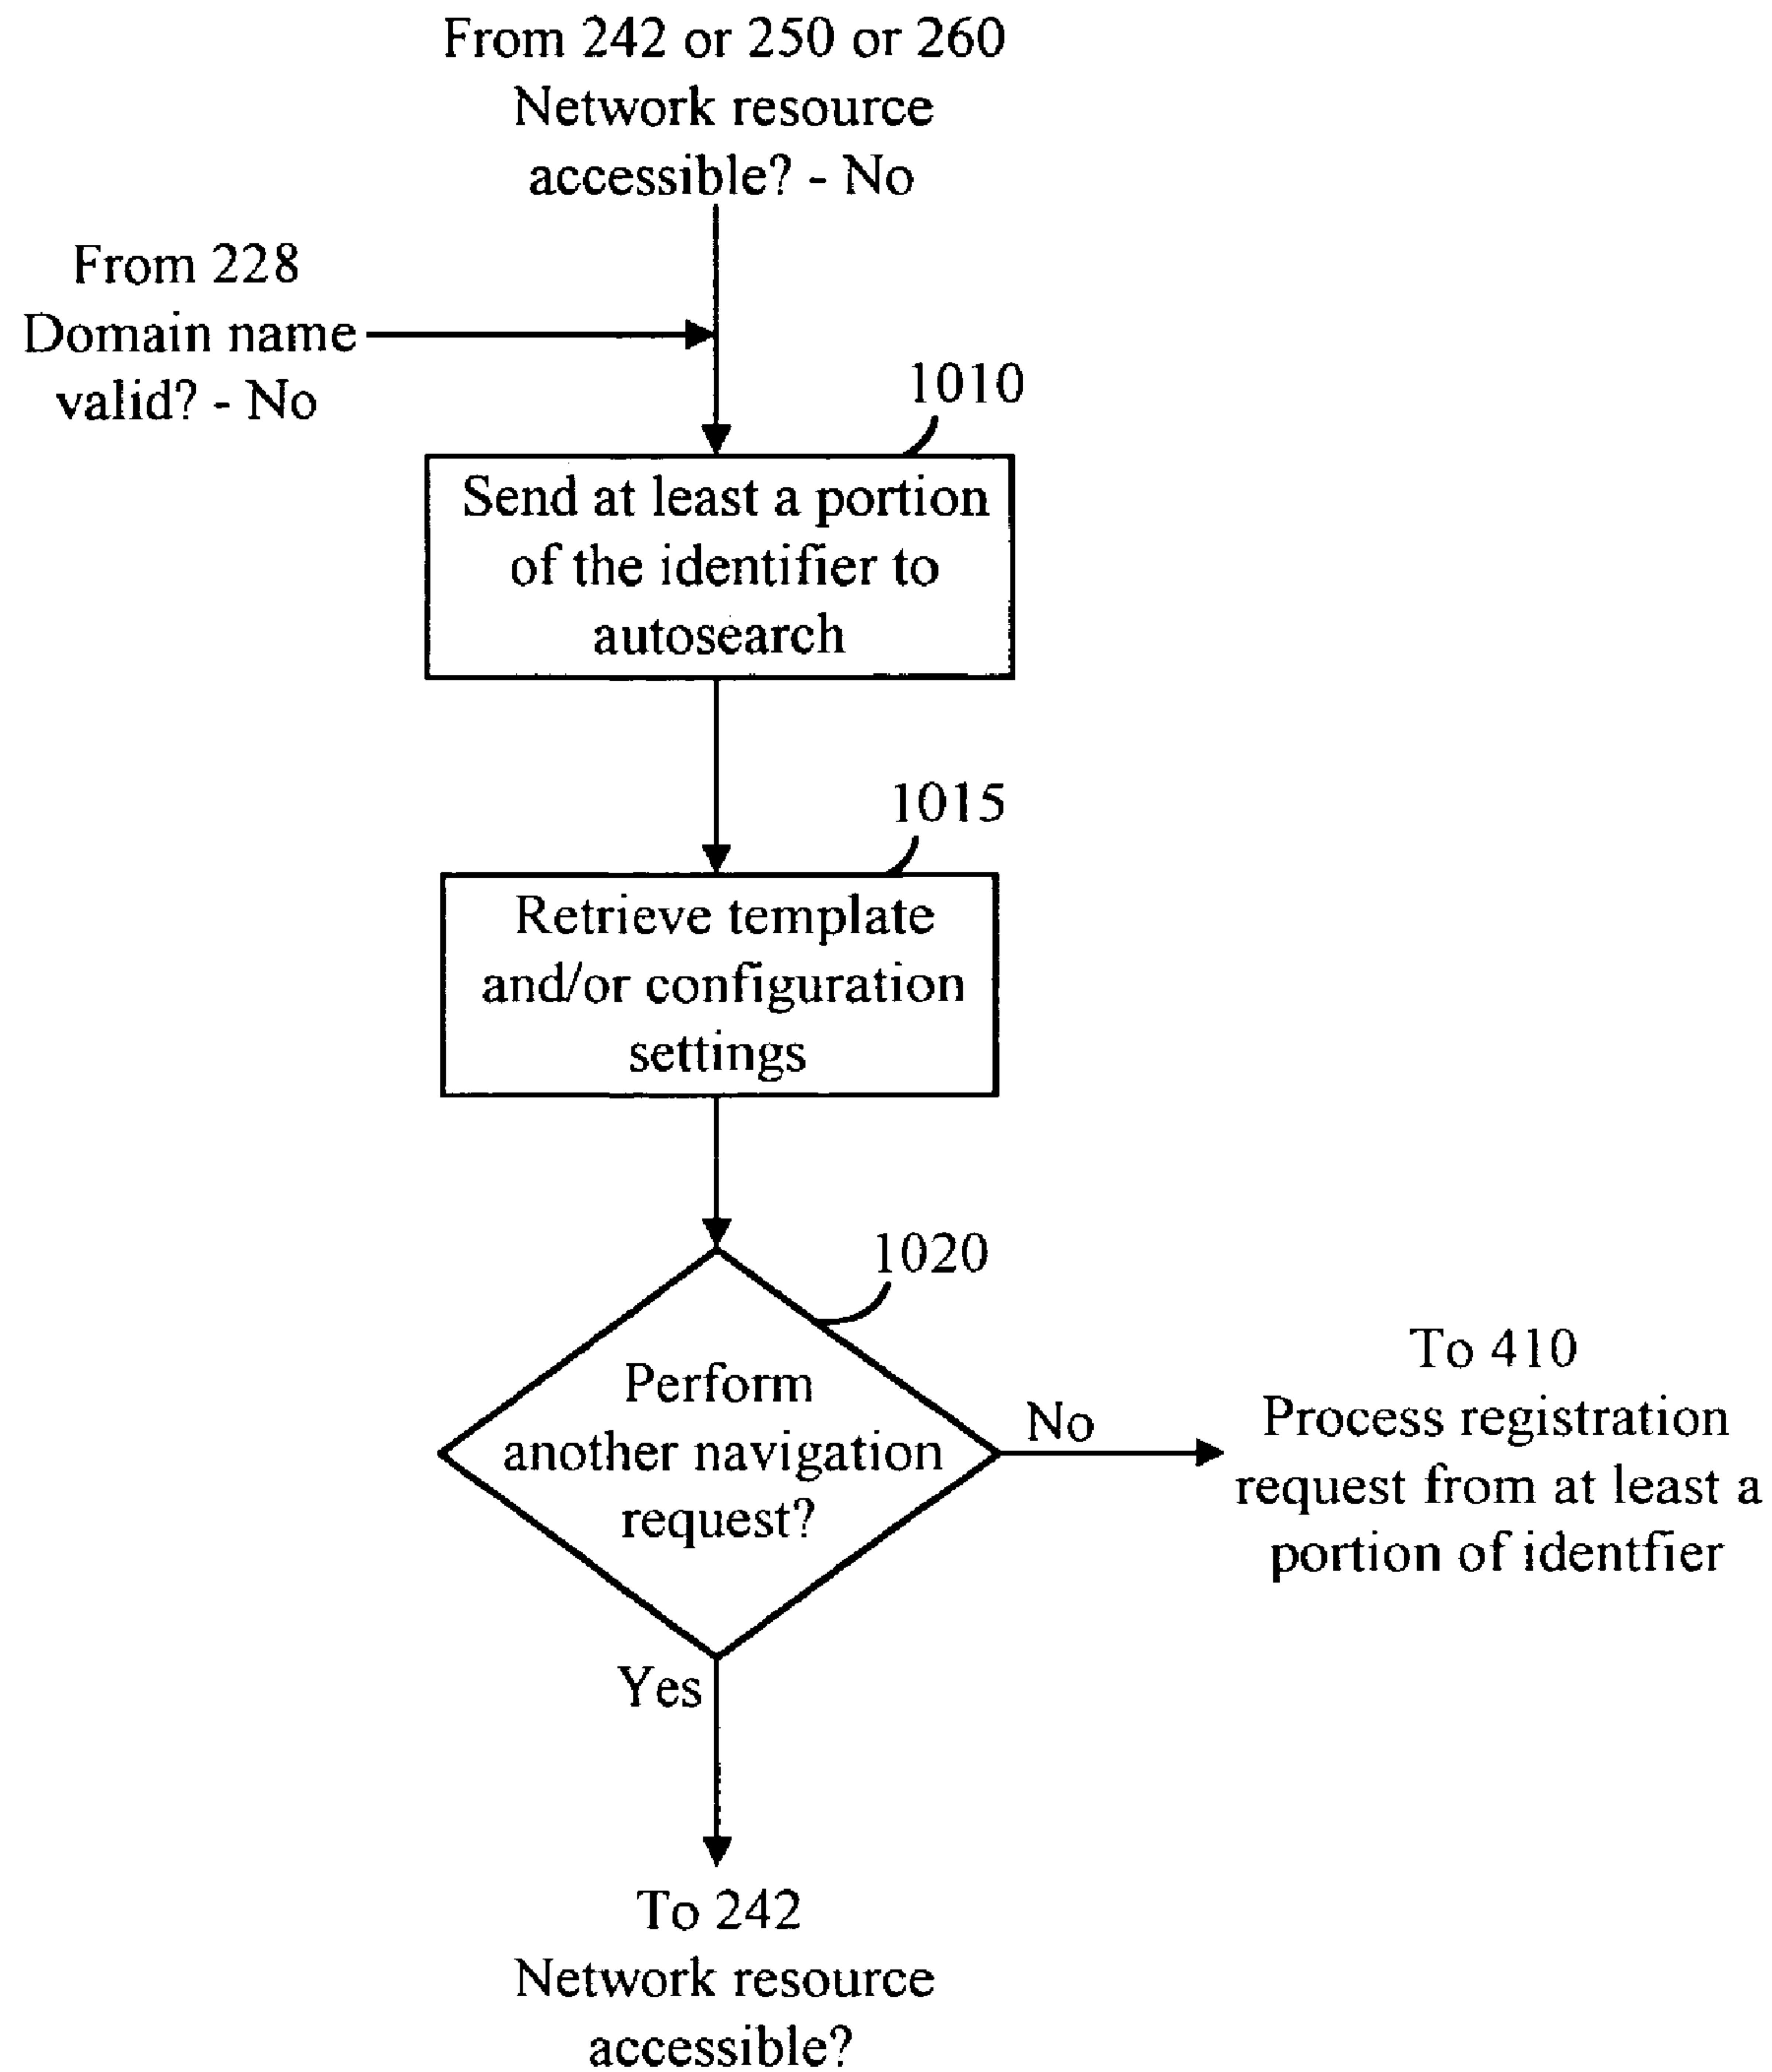 From 242 or 250 or 260
Network resource
accessible? - No
From 228
Domain name
valid? - No
1010
Send at least a portion
of the identifier to
autosearch
1015
Retrieve template
and/or configuration
settings
1020
Perform
another navigation
request?
No
To 410
Process registration
request from at least a
portion of identfier
Yes
To 242
Network resource
accessible?